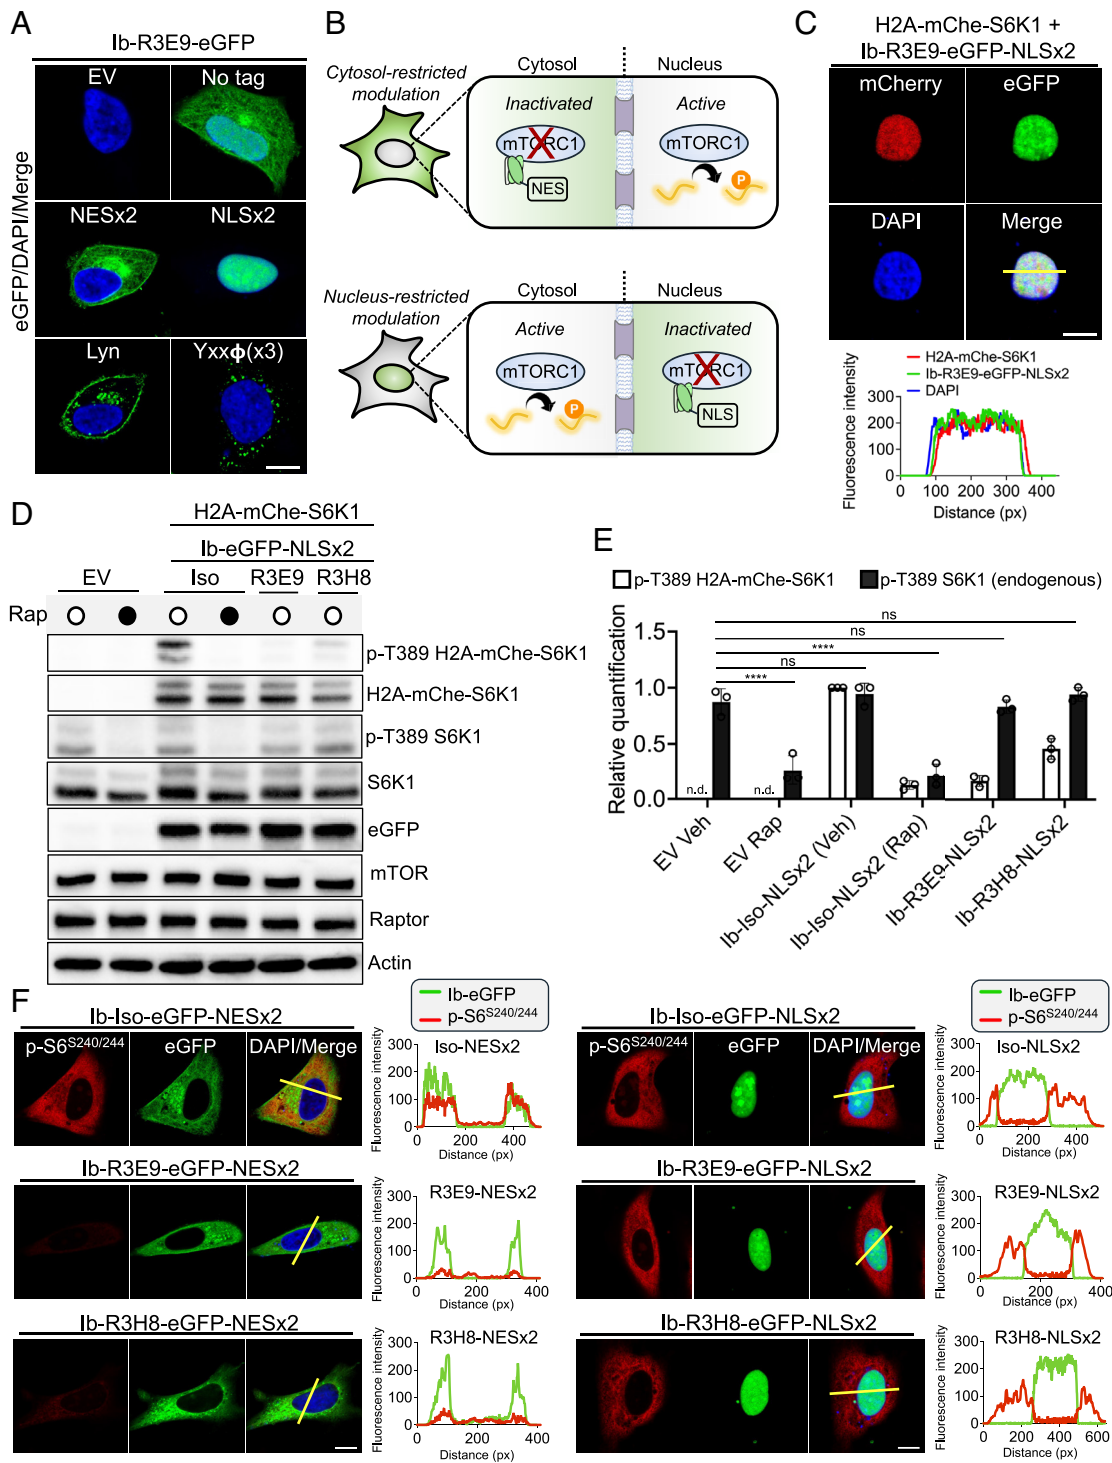 A
Ib-R3E9-eGFP
eGFP/DAPI/Merge
EV
No tag
NESx2
NLSx2
Lyn
Yxxϕ(x3)
B
Cytosol-restricted
modulation
Cytosol
Nucleus
Inactivated
Active
mTORC1
mTORC1
NES
P
Nucleus-restricted
modulation
Cytosol
Nucleus
Active
Inactivated
mTORC1
mTORC1
P
NLS
C
H2A-mChe-S6K1 +
Ib-R3E9-eGFP-NLSx2
mCherry
eGFP
DAPI
Merge
H2A-mChe-S6K1
Ib-R3E9-eGFP-NLSx2
DAPI
Fluorescence intensity
300
200
100
0
0 100 200 300 400
Distance (px)
D
H2A-mChe-S6K1
Ib-eGFP-NLSx2
EV
Iso
R3E9
R3H8
Rap
p-T389 H2A-mChe-S6K1
H2A-mChe-S6K1
p-T389 S6K1
S6K1
eGFP
mTOR
Raptor
Actin
E
p-T389 H2A-mChe-S6K1
p-T389 S6K1 (endogenous)
Relative quantification
1.5
1.0
0.5
0.0
ns
ns
****
ns
****
n.d.
n.d.
EV Veh
EV Rap
Ib-Iso-NLSx2 (Veh)
Ib-Iso-NLSx2 (Rap)
Ib-R3E9-NLSx2
Ib-R3H8-NLSx2
F
Ib-Iso-eGFP-NESx2
p-S6S240/244
eGFP
DAPI/Merge
Ib-eGFP
p-S6S240/244
Iso-NESx2
Fluorescence intensity
300
200
100
0
0 200 400
Distance (px)
Ib-Iso-eGFP-NLSx2
p-S6S240/244
eGFP
DAPI/Merge
Ib-eGFP
p-S6S240/244
Iso-NLSx2
Fluorescence intensity
300
200
100
0
0 200 400
Distance (px)
Ib-R3E9-eGFP-NESx2
R3E9-NESx2
Fluorescence intensity
300
200
100
0
0 200 400
Distance (px)
Ib-R3E9-eGFP-NLSx2
R3E9-NLSx2
Fluorescence intensity
300
200
100
0
0 200 400
Distance (px)
Ib-R3H8-eGFP-NESx2
R3H8-NESx2
Fluorescence intensity
300
200
100
0
0 200 400
Distance (px)
Ib-R3H8-eGFP-NLSx2
R3H8-NLSx2
Fluorescence intensity
300
200
100
0
0 200 400 600
Distance (px)